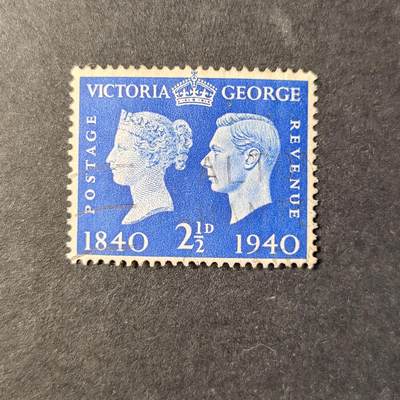 VICTORIA GEORGE
POSTAGE
REVENUE
1840 2½D 1940